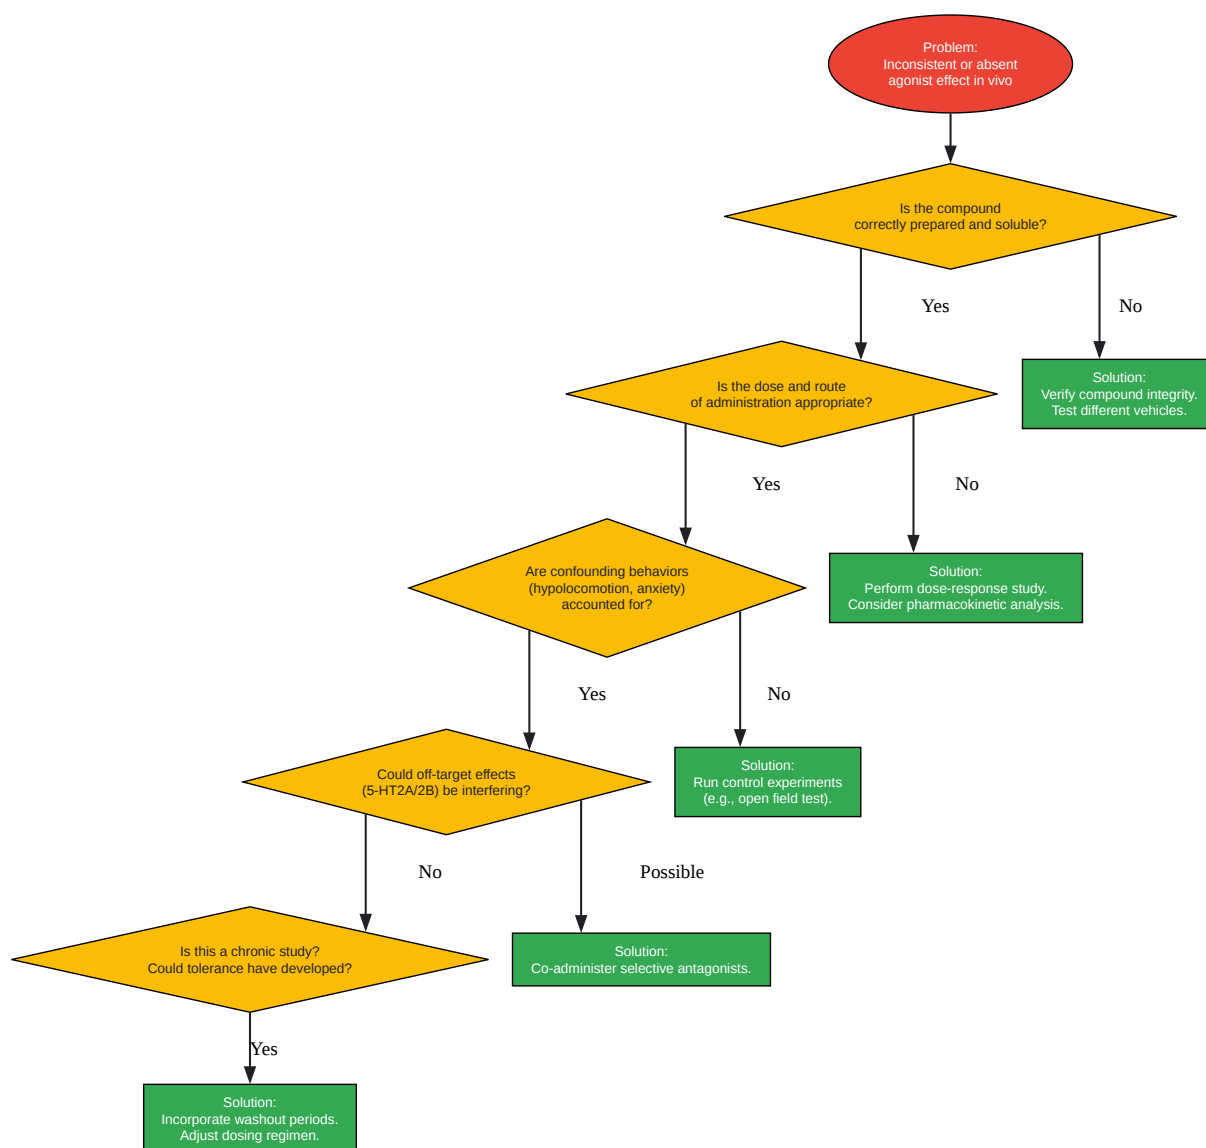 Problem:
Inconsistent or absent
agonist effect in vivo
Is the compound
correctly prepared and soluble?
Yes
No
Is the dose and route
of administration appropriate?
Solution:
Verify compound integrity.
Test different vehicles.
Yes
No
Are confounding behaviors
(hypolocomotion, anxiety)
accounted for?
Solution:
Perform dose-response study.
Consider pharmacokinetic analysis.
Yes
No
Could off-target effects
(5-HT2A/2B) be interfering?
Solution:
Run control experiments
(e.g., open field test).
No
Possible
Is this a chronic study?
Could tolerance have developed?
Solution:
Co-administer selective antagonists.
Yes
Solution:
Incorporate washout periods.
Adjust dosing regimen.